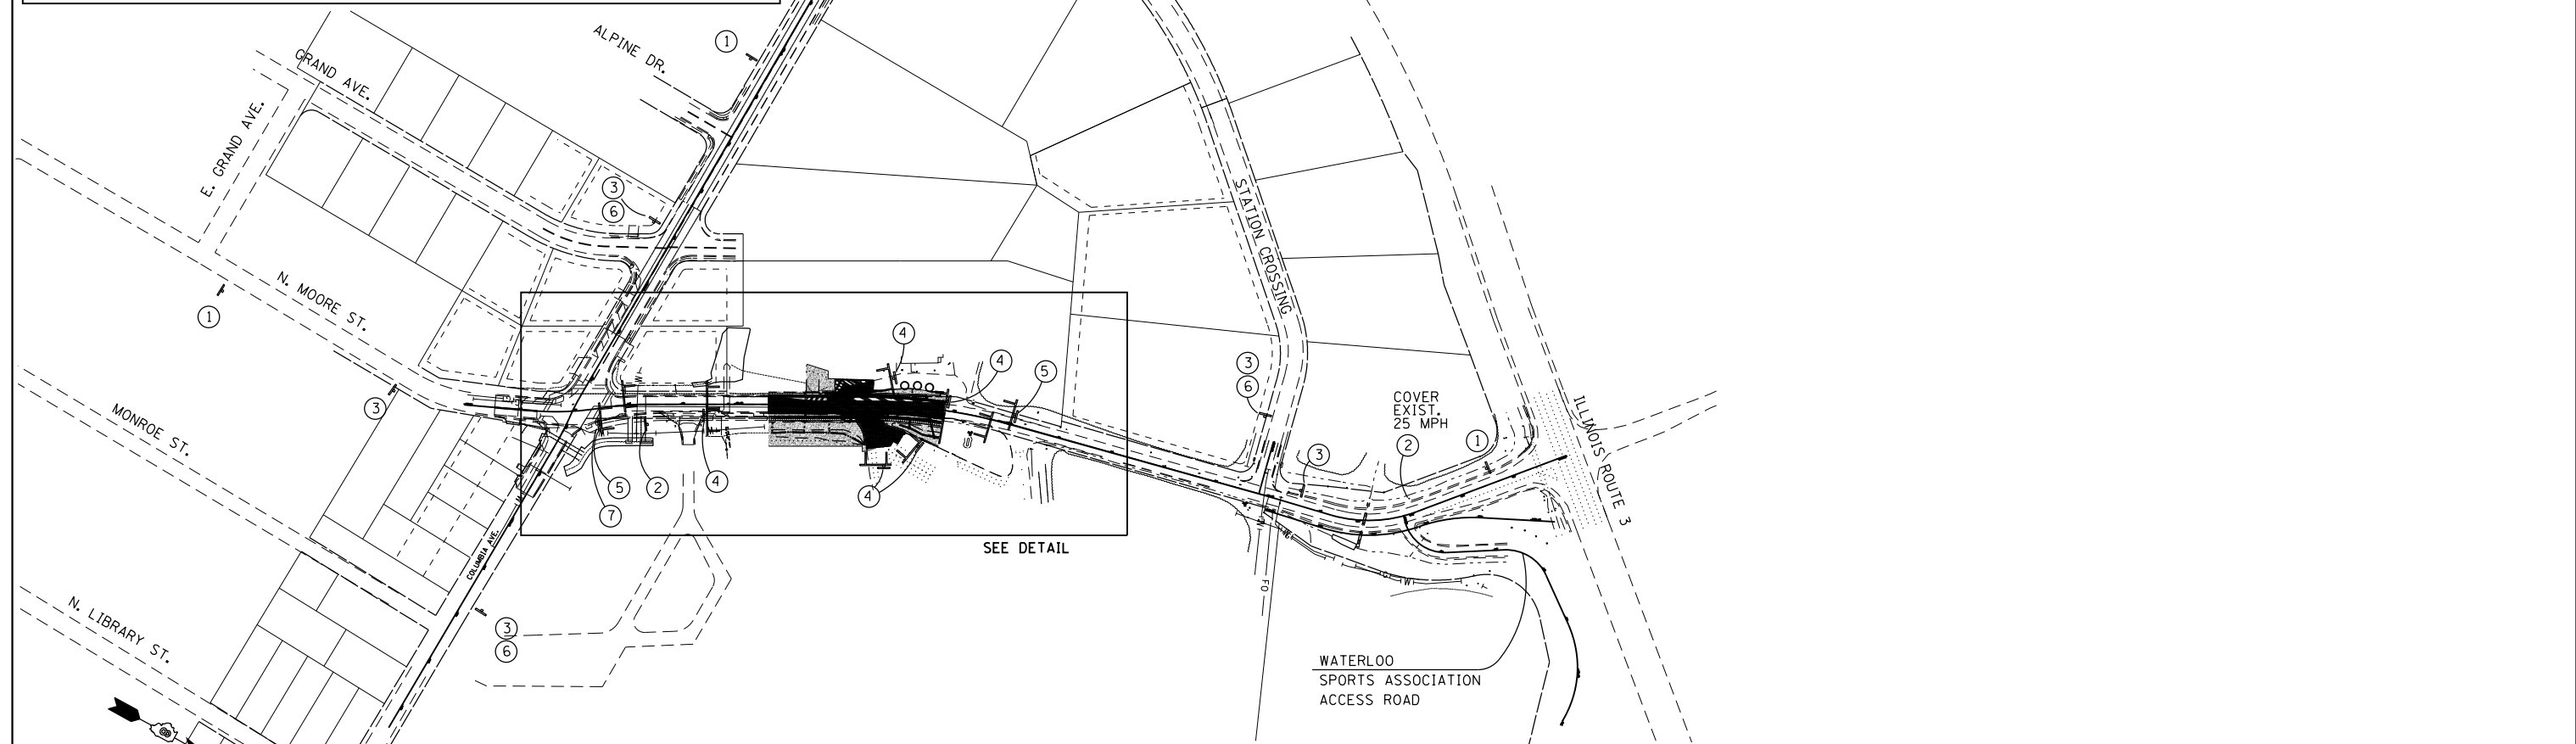 ALPINE DR.
1
GRAND AVE.
E. GRAND AVE.
3
6
STATION CROSSING
N. MOORE ST.
1
4
4
5
3
6
3
COVER
EXIST.
25 MPH
2
1
ILLINOIS ROUTE 3
MONROE ST.
3
5
2
4
4
7
SEE DETAIL
COLUMBIA AVE.
FO
N. LIBRARY ST.
3
6
WATERLOO
SPORTS ASSOCIATION
ACCESS ROAD